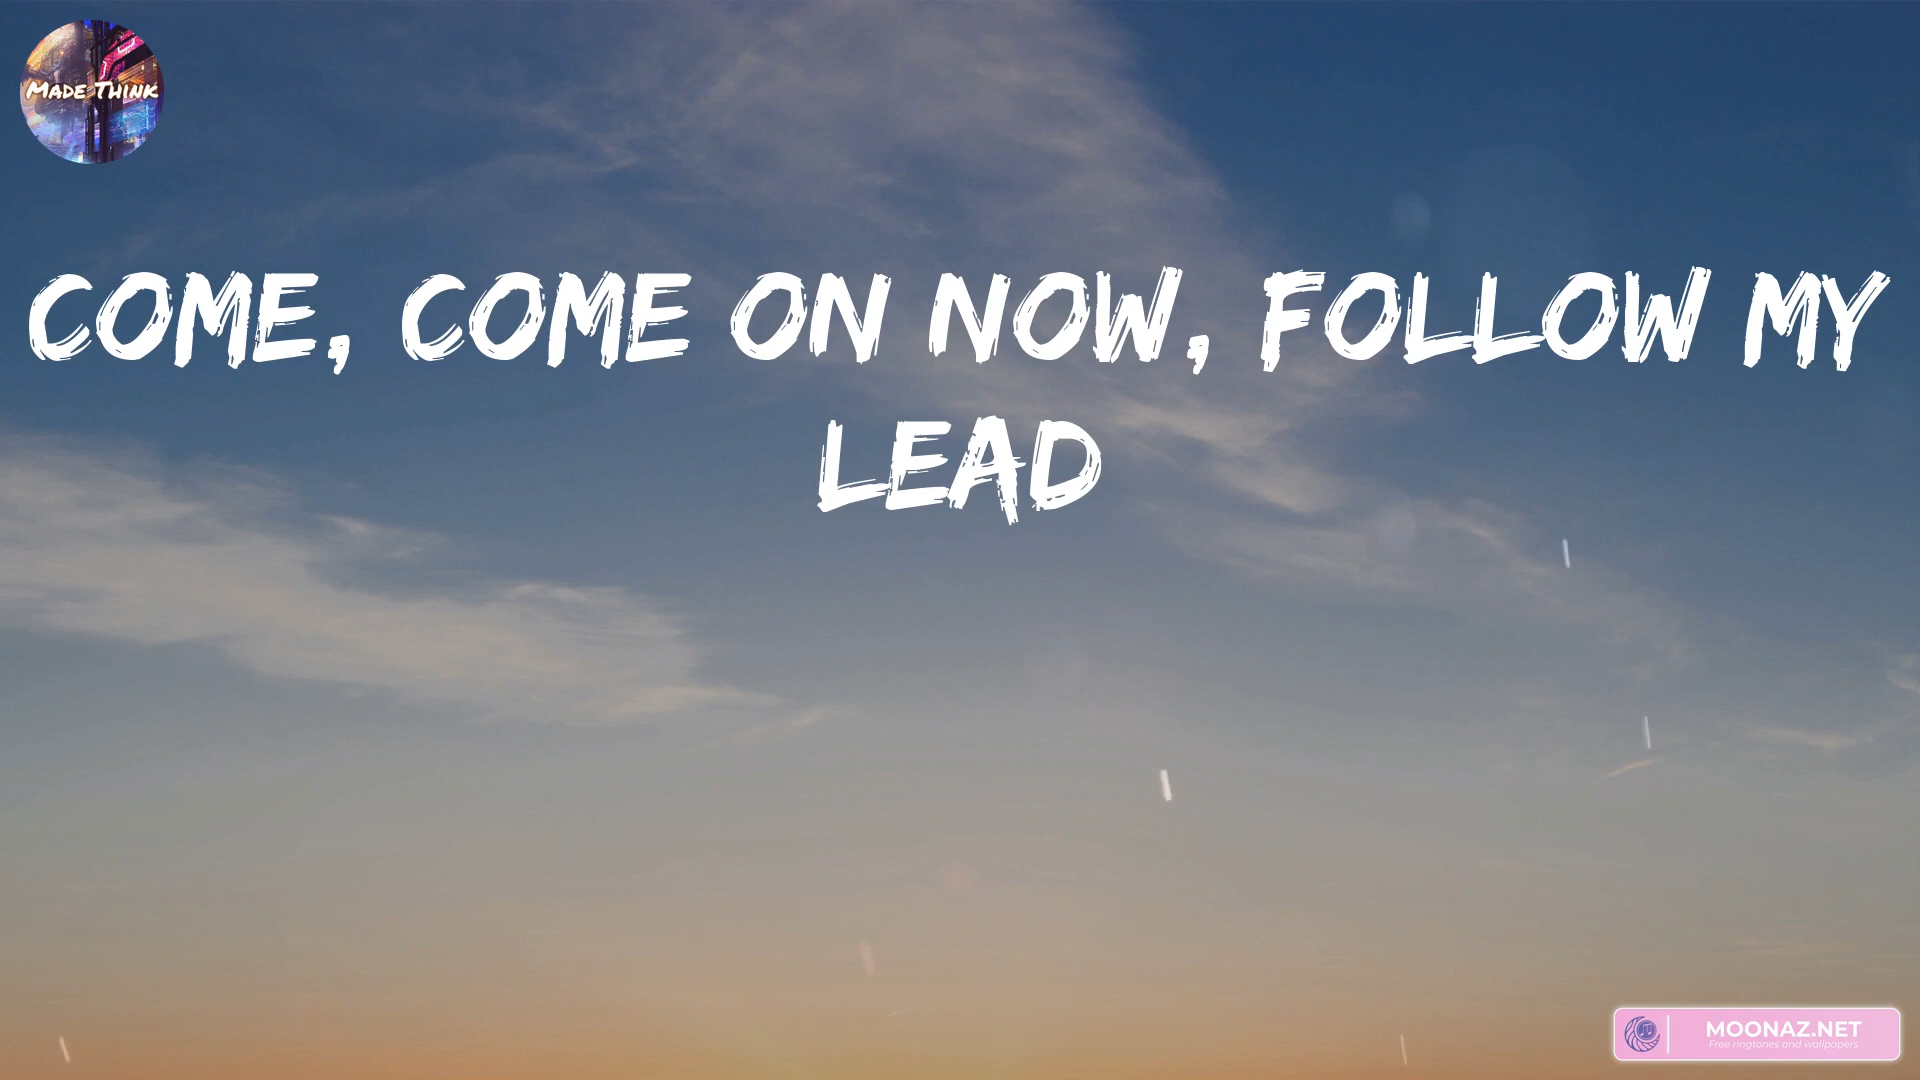 Made Think
COME, COME ON NOW, FOLLOW MY
LEAD
MOONAZ.NET
Free ringtones and wallpapers